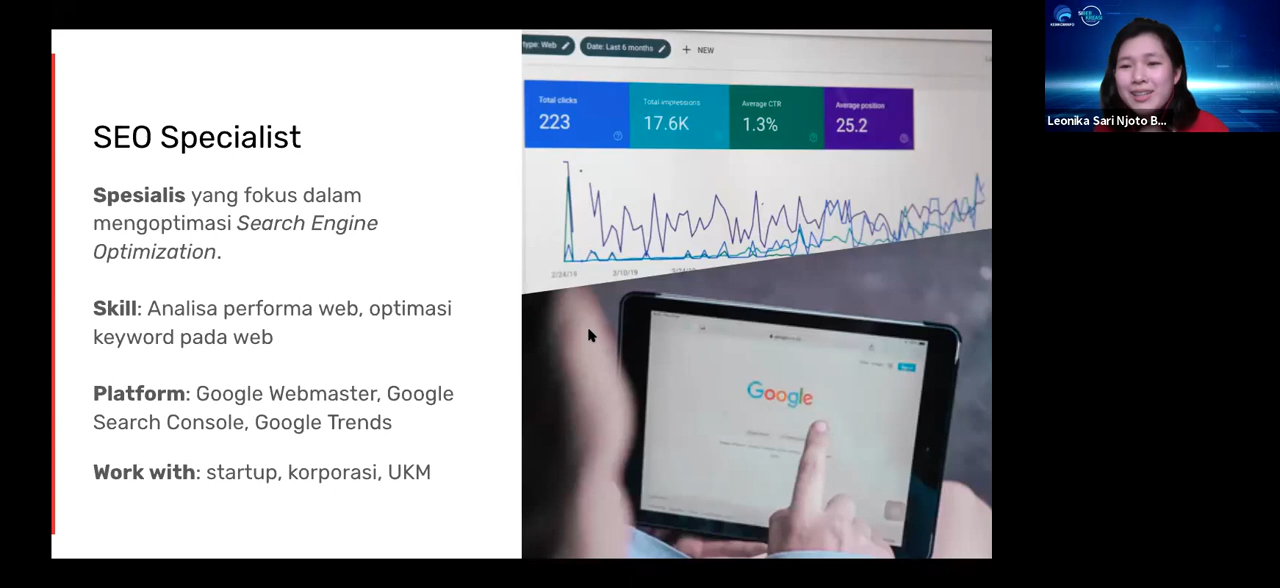 SEO Specialist
Spesialis yang fokus dalam
mengoptimasi Search Engine
Optimization.
Skill: Analisa performa web, optimasi
keyword pada web
Platform: Google Webmaster, Google
Search Console, Google Trends
Work with: startup, korporasi, UKM
type: Web
Date: Last 6 months
+ NEW
Total clicks
223
Total impressions
17.6K
Average CTR
1.3%
Average position
25.2
2/24/19
3/10/19
Google
KEMKOMINFO
SIBER KREASI
Leonika Sari Njoto B...